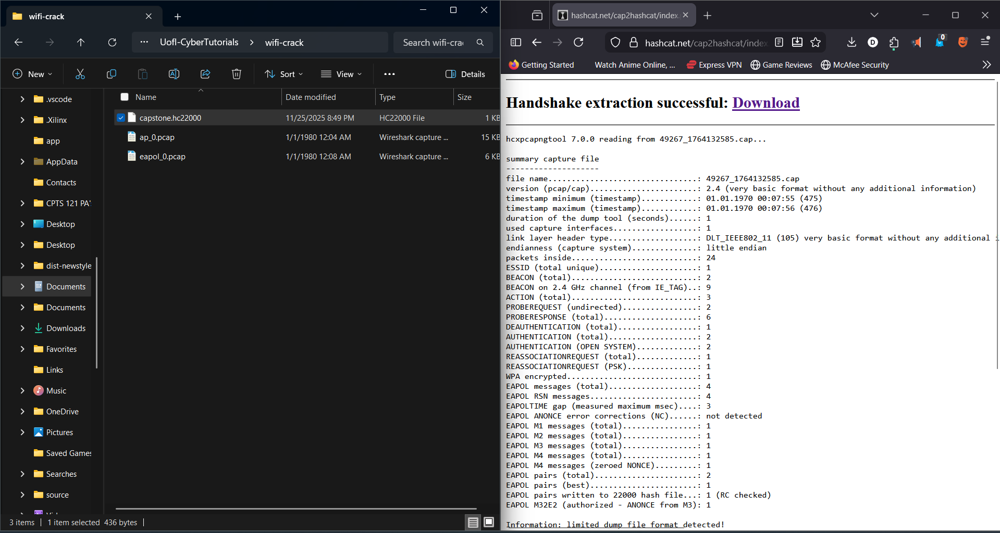 wifi-crack
UofI-CyberTutorials
wifi-crack
Search wifi-cra
New
Sort
View
Details
Name
Date modified
Type
Size
.vscode
.Xilinx
app
AppData
Contacts
CPTS 121 PA'
Desktop
Desktop
dist-newstyle
Documents
Documents
Downloads
Favorites
Links
Music
OneDrive
Pictures
Saved Games
Searches
source
capstone.hc22000 11/25/2025 8:49 PM HC22000 File 1 KB
ap_0.pcap 1/1/1980 12:04 AM Wireshark capture ... 15 KB
eapol_0.pcap 1/1/1980 12:08 AM Wireshark capture ... 6 KB
3 items 1 item selected 436 bytes
hashcat.net/cap2hashcat/index.
hashcat.net/cap2hashcat/index.
D
0
Getting Started
Watch Anime Online, ...
Express VPN
Game Reviews
McAfee Security
Handshake extraction successful: Download
hcxpcapngtool 7.0.0 reading from 49267_1764132585.cap...
summary capture file
--------------------
file name................................: 49267_1764132585.cap
version (pcap/cap).......................: 2.4 (very basic format without any additional information)
timestamp minimum (timestamp)............: 01.01.1970 00:07:55 (475)
timestamp maximum (timestamp)............: 01.01.1970 00:07:56 (476)
duration of the dump tool (seconds)......: 1
used capture interfaces..................: 1
link layer header type...................: DLT_IEEE802_11 (105) very basic format without any additional i
endianness (capture system)..............: little endian
packets inside...........................: 24
ESSID (total unique).....................: 1
BEACON (total)...........................: 2
BEACON on 2.4 GHz channel (from IE_TAG)..: 9
ACTION (total)...........................: 3
PROBEREQUEST (undirected)................: 2
PROBERESPONSE (total)....................: 6
DEAUTHENTICATION (total).................: 1
AUTHENTICATION (total)...................: 2
AUTHENTICATION (OPEN SYSTEM).............: 2
REASSOCIATIONREQUEST (total).............: 1
REASSOCIATIONREQUEST (PSK)...............: 1
WPA encrypted............................: 1
EAPOL messages (total)...................: 4
EAPOL RSN messages.......................: 4
EAPOLTIME gap (measured maximum msec)....: 3
EAPOL ANONCE error corrections (NC)......: not detected
EAPOL M1 messages (total)................: 1
EAPOL M2 messages (total)................: 1
EAPOL M3 messages (total)................: 1
EAPOL M4 messages (total)................: 1
EAPOL M4 messages (zeroed NONCE).........: 1
EAPOL pairs (total)......................: 2
EAPOL pairs (best).......................: 1
EAPOL pairs written to 22000 hash file...: 1 (RC checked)
EAPOL M32E2 (authorized - ANONCE from M3): 1
Information: limited dump file format detected!